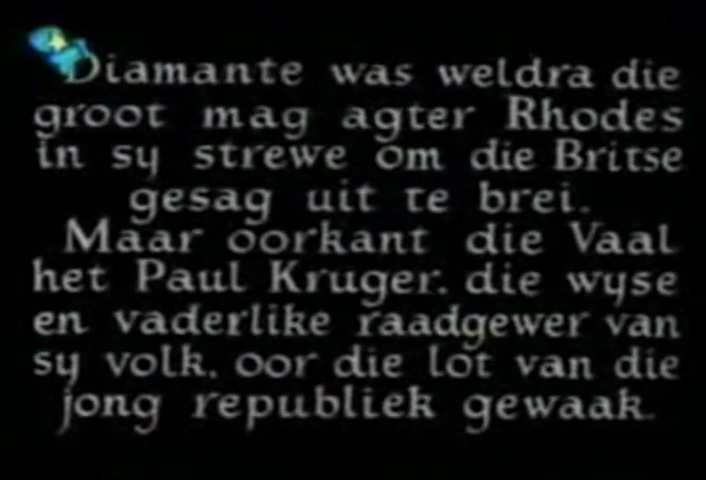 Diamante was weldra die
groot mag agter Rhodes
in sy strewe om die Britse
gesag uit te brei.
Maar oorkant die Vaal
het Paul Kruger, die wyse
en vaderlike raadgewer van
sy volk, oor die lot van die
jong republiek gewaak.